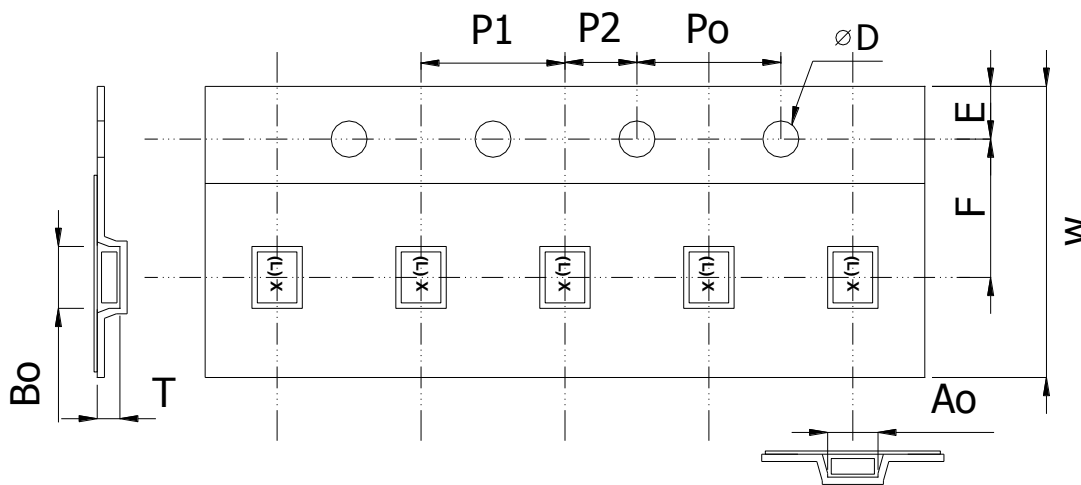 P1
P2
Po
⌀D
E
F
W
Bo
T
Ao
(L) X
(L) X
(L) X
(L) X
(L) X